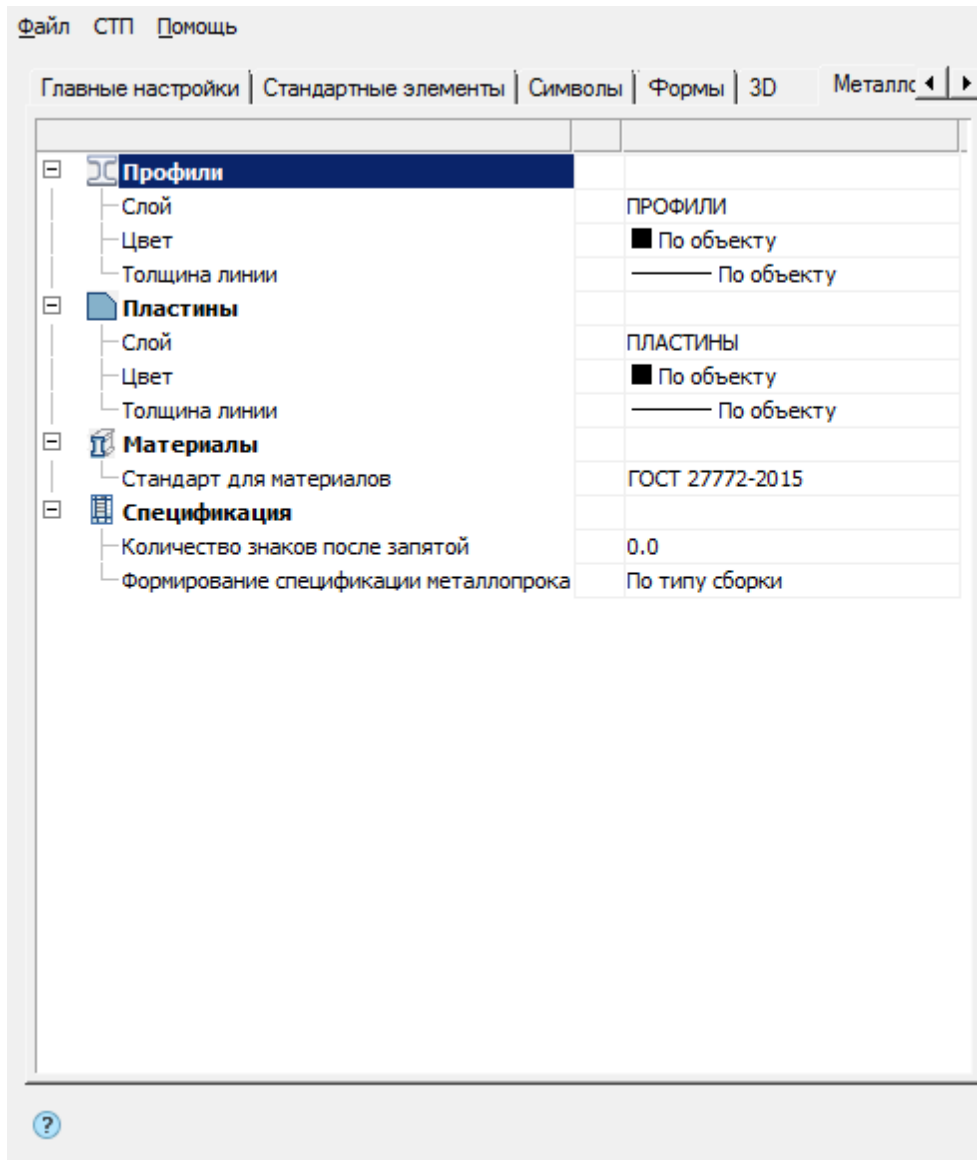 Файл СТП Помощь
Главные настройки Стандартные элементы Символы Формы 3D Металло
Профили
Слой ПРОФИЛИ
Цвет По объекту
Толщина линии По объекту
Пластины
Слой ПЛАСТИНЫ
Цвет По объекту
Толщина линии По объекту
Материалы
Стандарт для материалов ГОСТ 27772-2015
Спецификация
Количество знаков после запятой 0.0
Формирование спецификации металлопрока По типу сборки
?